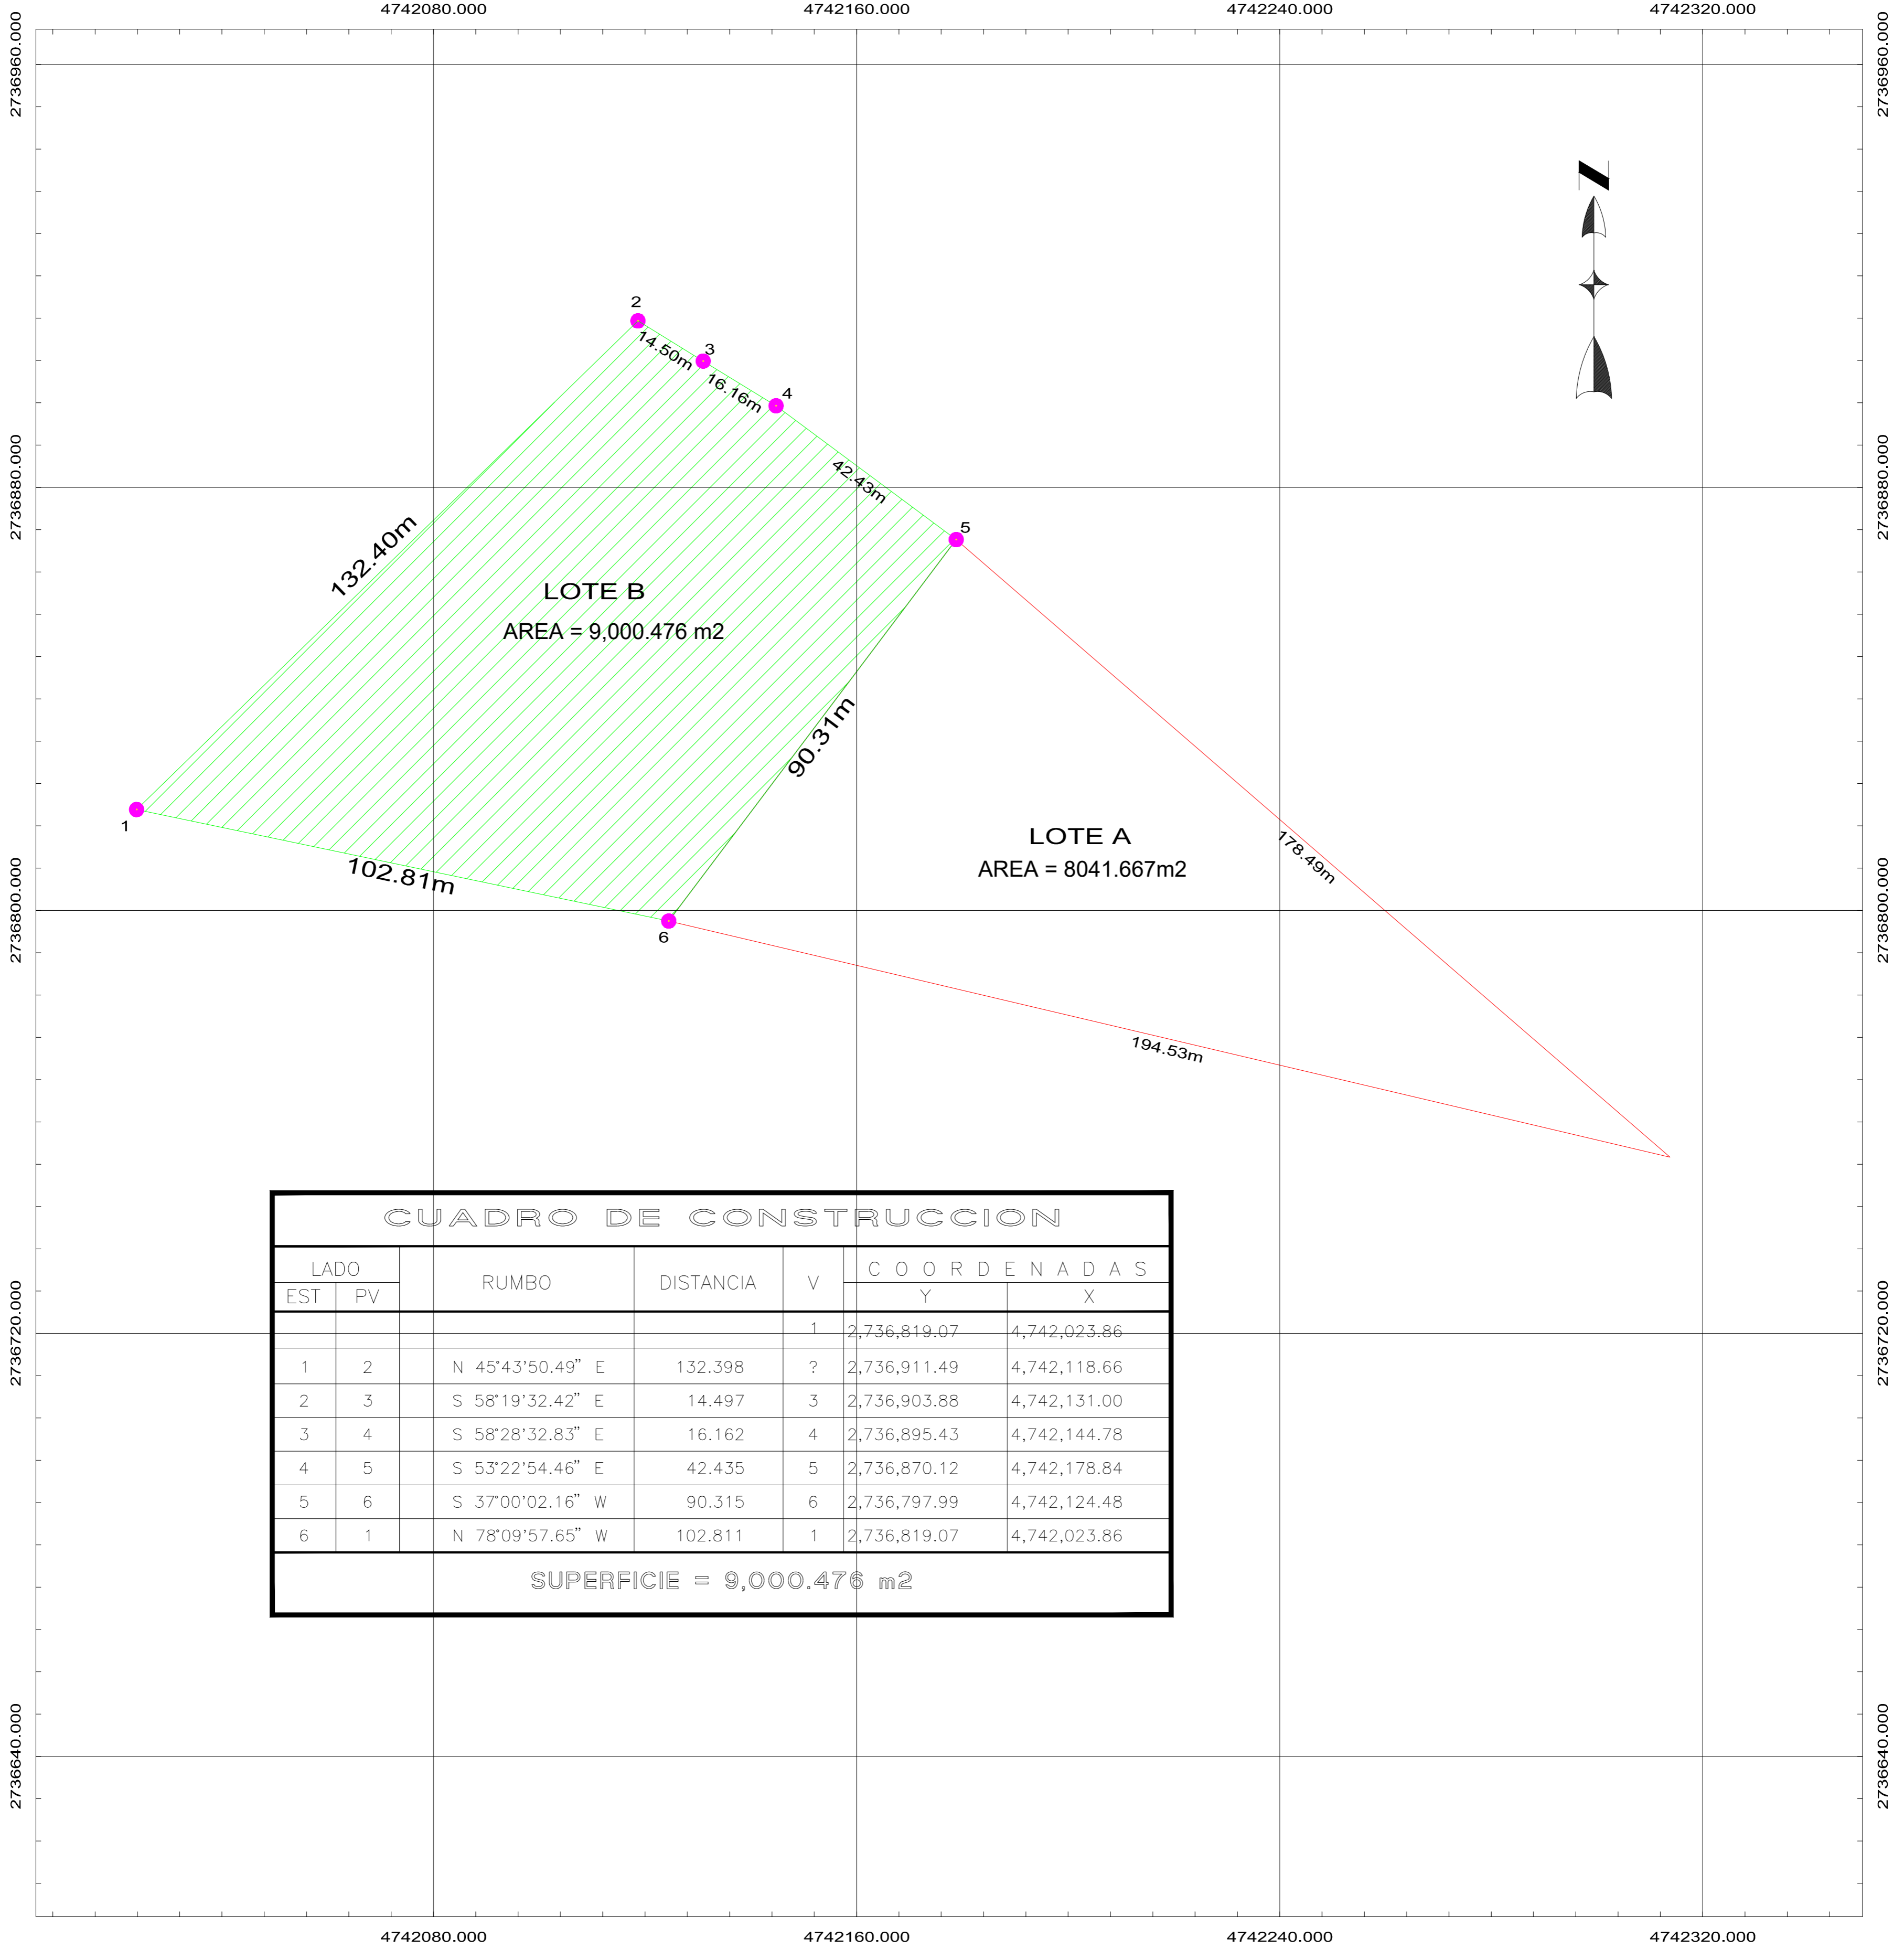 4742080.000 4742160.000 4742240.000 4742320.000
2736960.000 2736960.000
N
2
14.50m
3
16.16m
4
42.43m
2736880.000 2736880.000
5
132.40m
LOTE B
AREA = 9,000.476 m2
90.31m
1
LOTE A
AREA = 8041.667m2
178.49m
102.81m
2736800.000 2736800.000
6
194.53m
CUADRO DE CONSTRUCCION
LADO RUMBO DISTANCIA V C O O R D E N A D A S
EST PV Y X
1 2,736,819.07 4,742,023.86
1 2 N 45°43'50.49" E 132.398 ? 2,736,911.49 4,742,118.66
2 3 S 58°19'32.42" E 14.497 3 2,736,903.88 4,742,131.00
3 4 S 58°28'32.83" E 16.162 4 2,736,895.43 4,742,144.78
4 5 S 53°22'54.46" E 42.435 5 2,736,870.12 4,742,178.84
5 6 S 37°00'02.16" W 90.315 6 2,736,797.99 4,742,124.48
6 1 N 78°09'57.65" W 102.811 1 2,736,819.07 4,742,023.86
SUPERFICIE = 9,000.476 m2
2736720.000 2736720.000
2736640.000 2736640.000
4742080.000 4742160.000 4742240.000 4742320.000